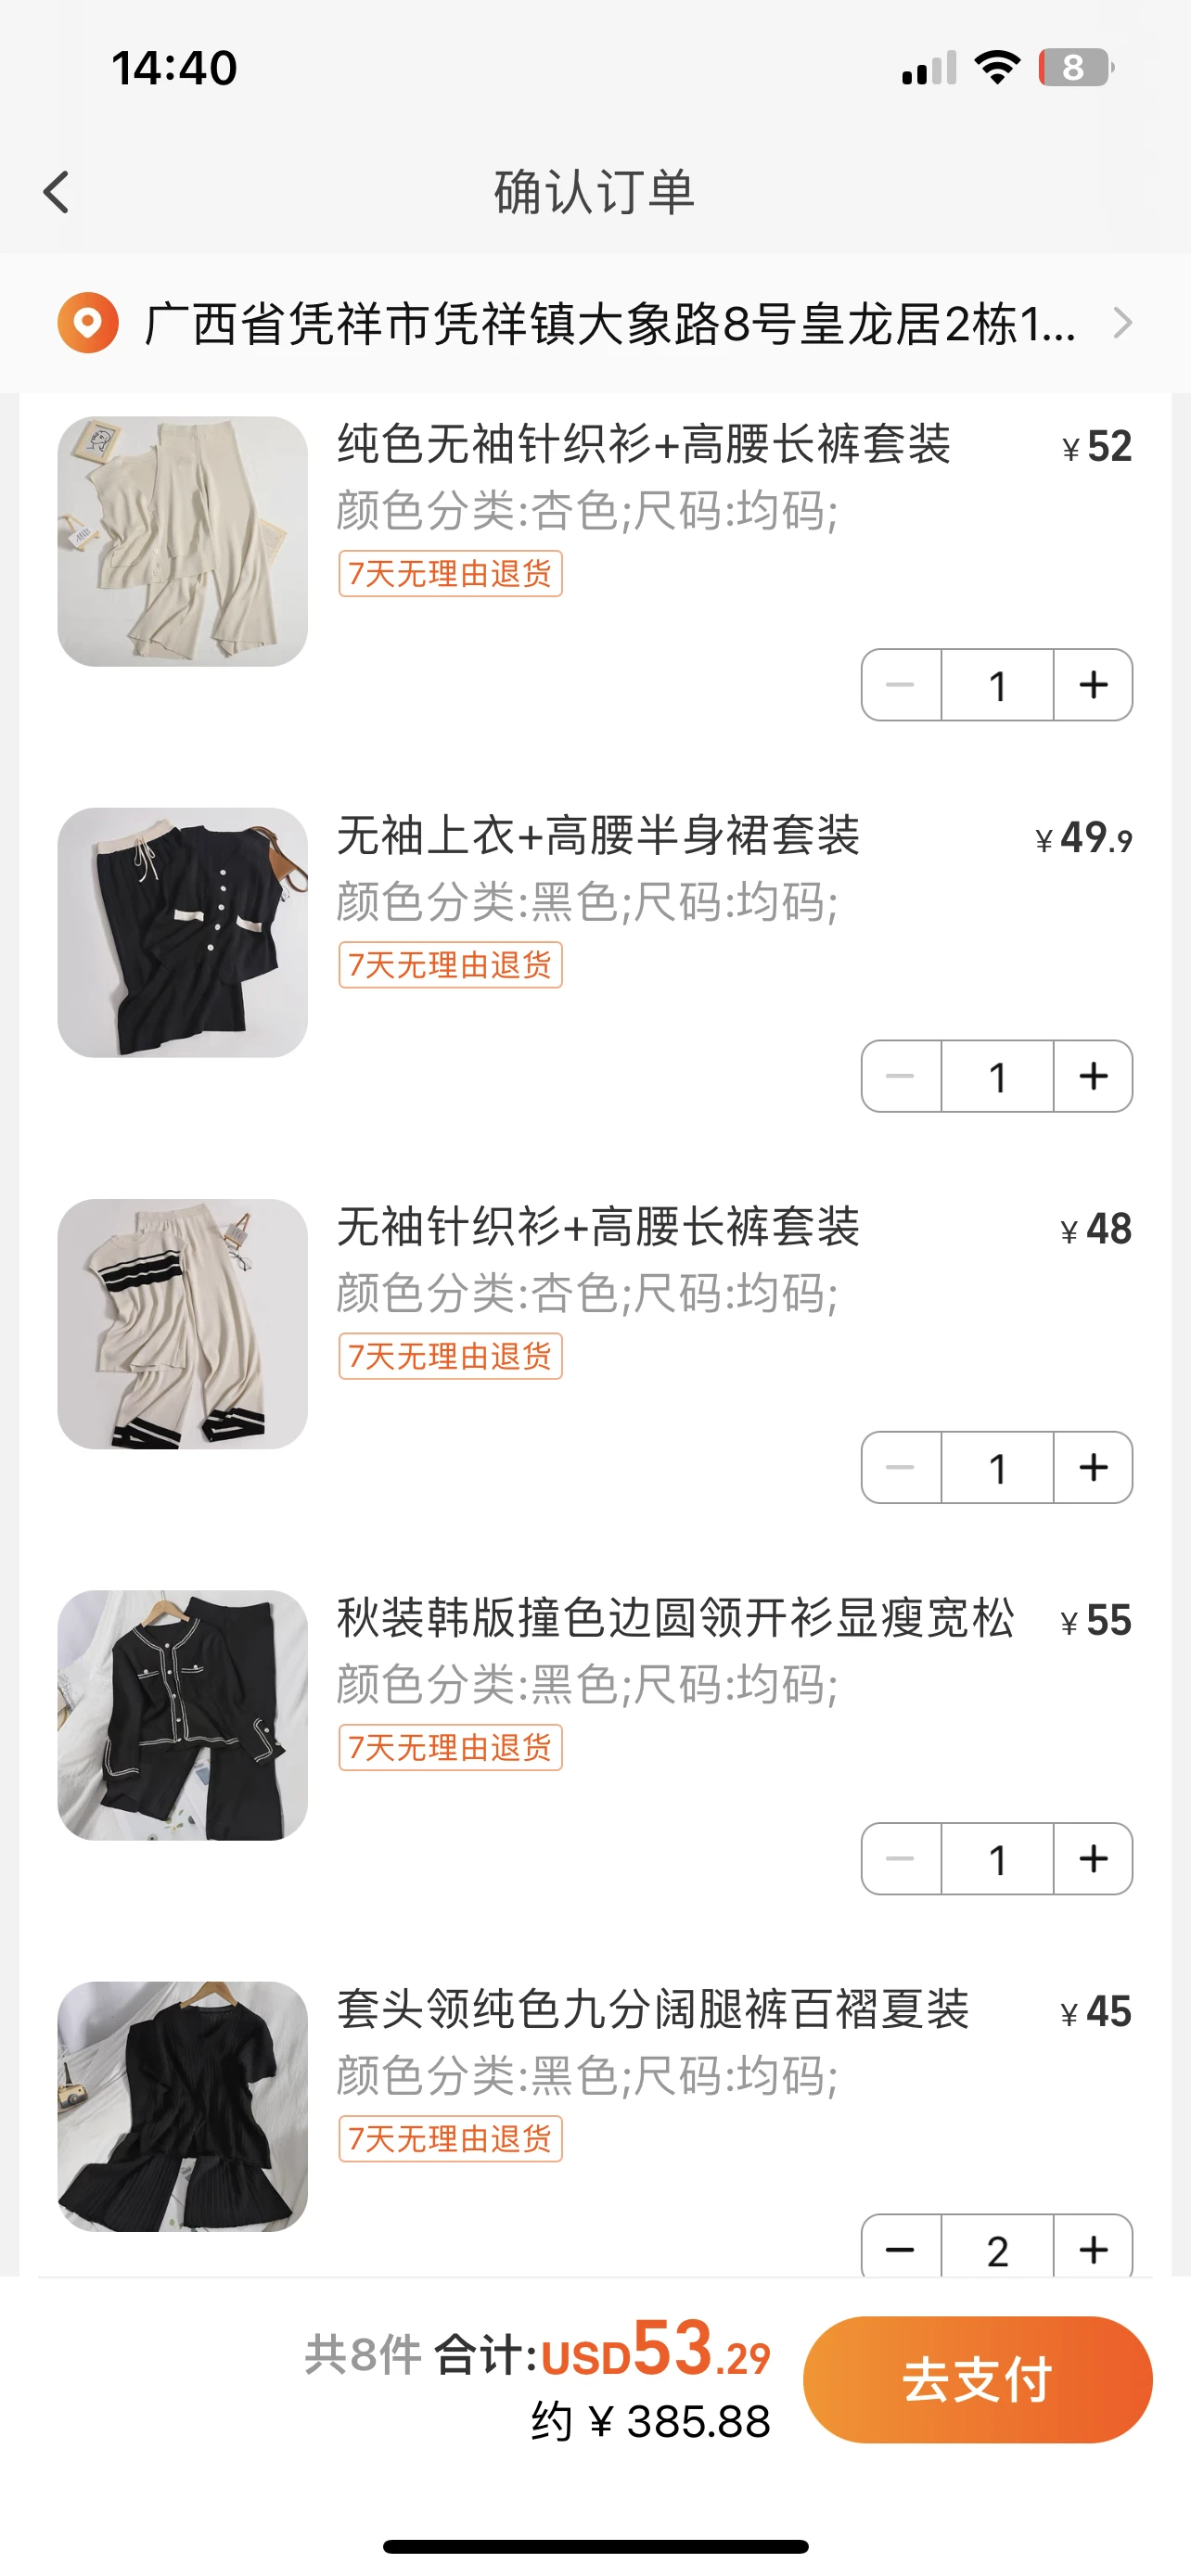 14:40
8
确认订单
广西省凭祥市凭祥镇大象路8号皇龙居2栋1...
纯色无袖针织衫+高腰长裤套装 ¥52
颜色分类:杏色;尺码:均码;
7天无理由退货
1
无袖上衣+高腰半身裙套装 ¥49.9
颜色分类:黑色;尺码:均码;
7天无理由退货
1
无袖针织衫+高腰长裤套装 ¥48
颜色分类:杏色;尺码:均码;
7天无理由退货
1
秋装韩版撞色边圆领开衫显瘦宽松 ¥55
颜色分类:黑色;尺码:均码;
7天无理由退货
1
套头领纯色九分阔腿裤百褶夏装 ¥45
颜色分类:黑色;尺码:均码;
7天无理由退货
2
共8件 合计:USD53.29
约¥385.88
去支付